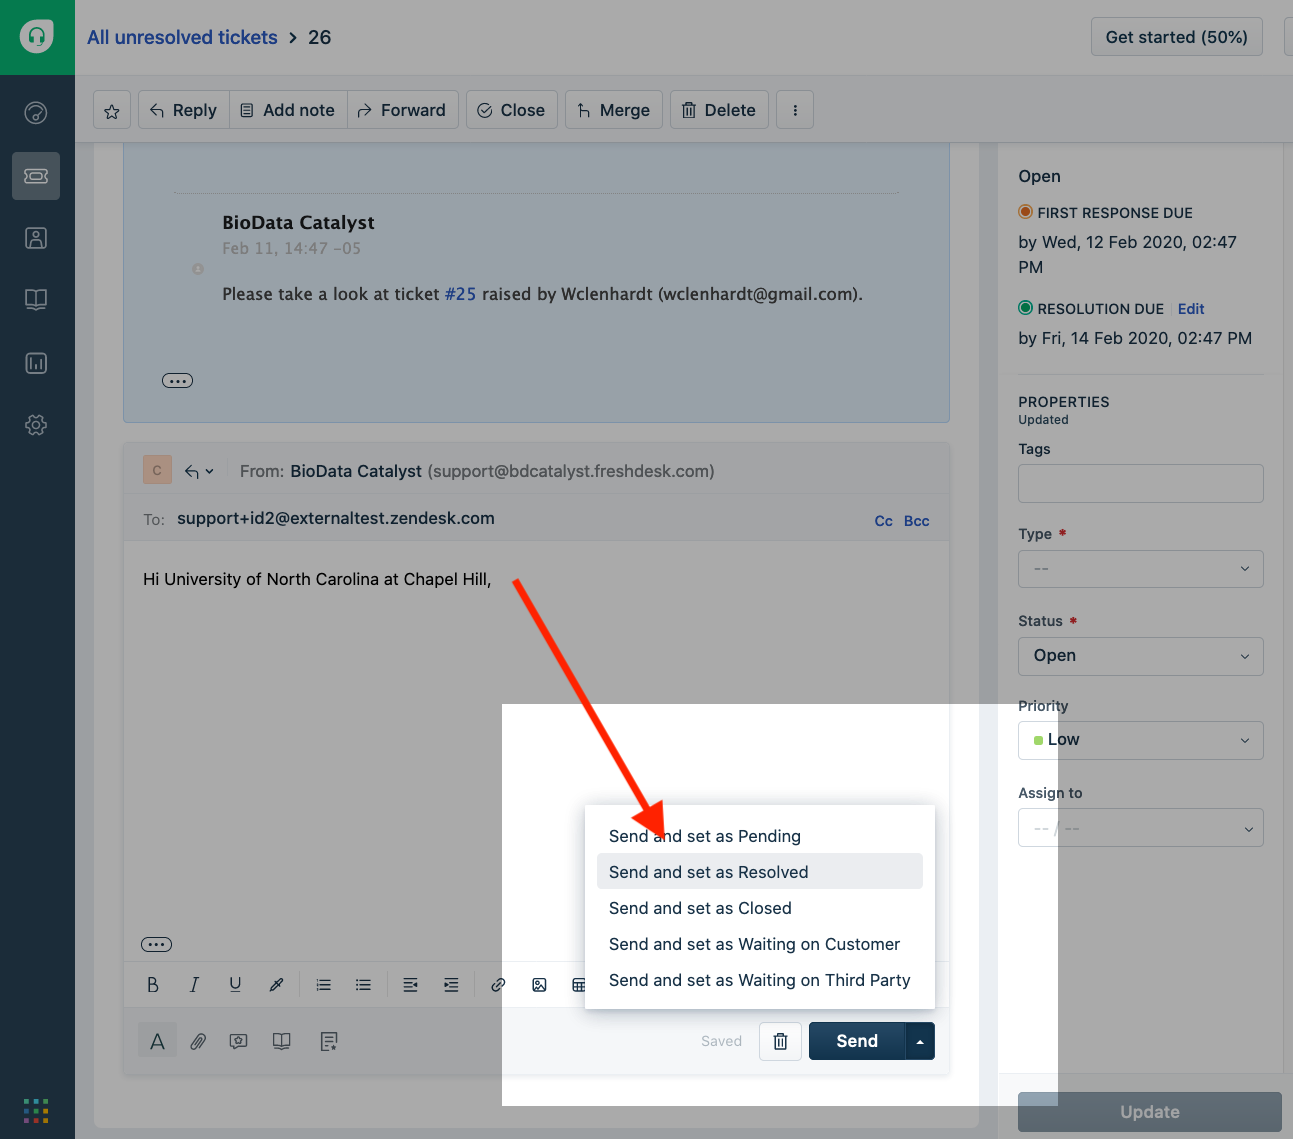 All unresolved tickets > 26
Get started (50%)
Reply
Add note
Forward
Close
Merge
Delete
BioData Catalyst
Feb 11, 14:47 -05
Please take a look at ticket #25 raised by Wclenhardt (wclenhardt@gmail.com).
C
From: BioData Catalyst (support@bdcatalyst.freshdesk.com)
To: support+id2@externaltest.zendesk.com
Cc Bcc
Hi University of North Carolina at Chapel Hill,
Send and set as Pending
Send and set as Resolved
Send and set as Closed
Send and set as Waiting on Customer
Send and set as Waiting on Third Party
B I U
A
Saved
Send
Open
FIRST RESPONSE DUE
by Wed, 12 Feb 2020, 02:47
PM
RESOLUTION DUE Edit
by Fri, 14 Feb 2020, 02:47 PM
PROPERTIES
Updated
Tags
Type *
--
Status *
Open
Priority
Low
Assign to
-- / --
Update